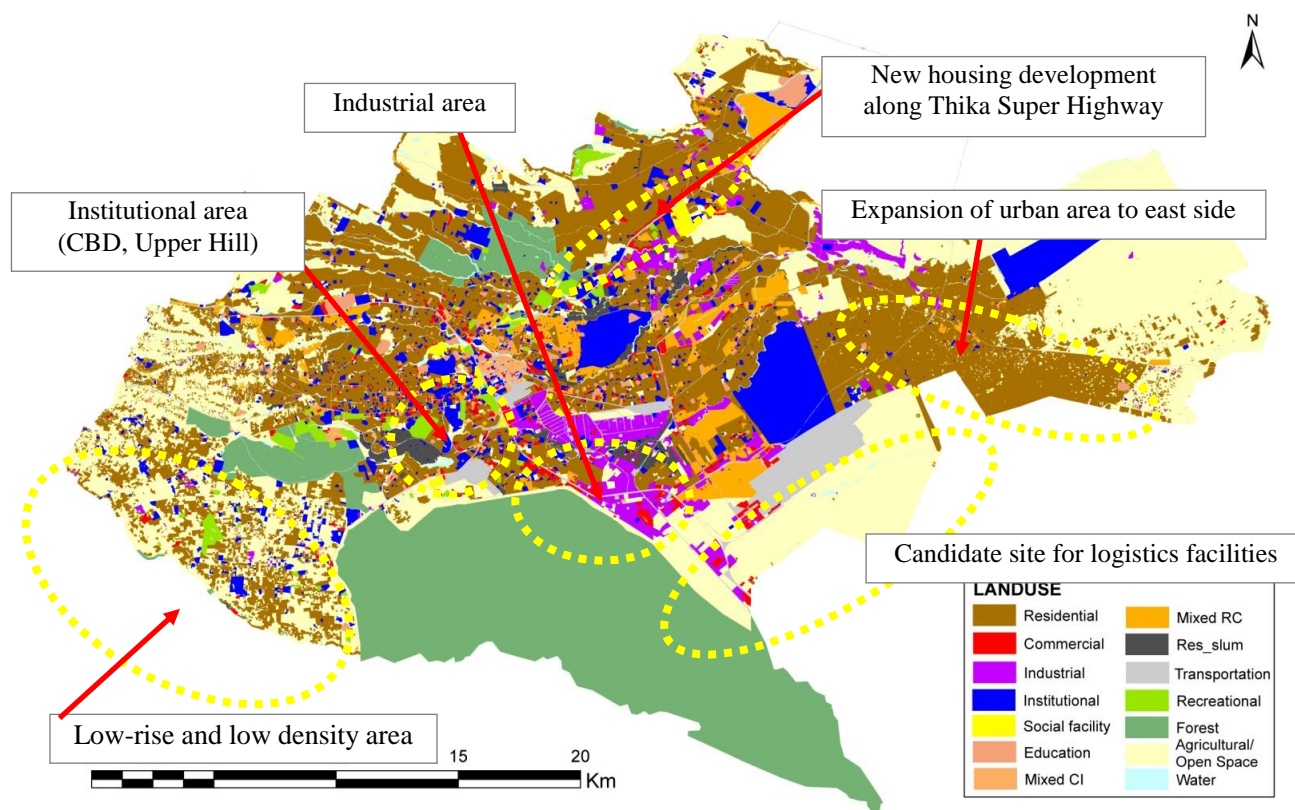 N
New housing development
along Thika Super Highway
Industrial area
Institutional area
(CBD, Upper Hill)
Expansion of urban area to east side
Candidate site for logistics facilities
LANDUSE
Residential
Commercial
Industrial
Institutional
Social facility
Education
Mixed CI
Mixed RC
Res_slum
Transportation
Recreational
Forest
Agricultural/
Open Space
Water
Low-rise and low density area
15
20
Km